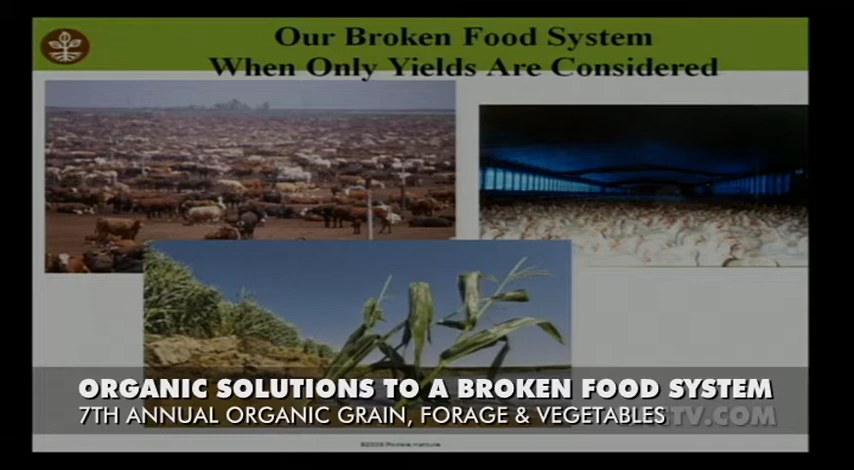 Our Broken Food System
When Only Yields Are Considered
ORGANIC SOLUTIONS TO A BROKEN FOOD SYSTEM
7TH ANNUAL ORGANIC GRAIN, FORAGE & VEGETABLES
TV.COM